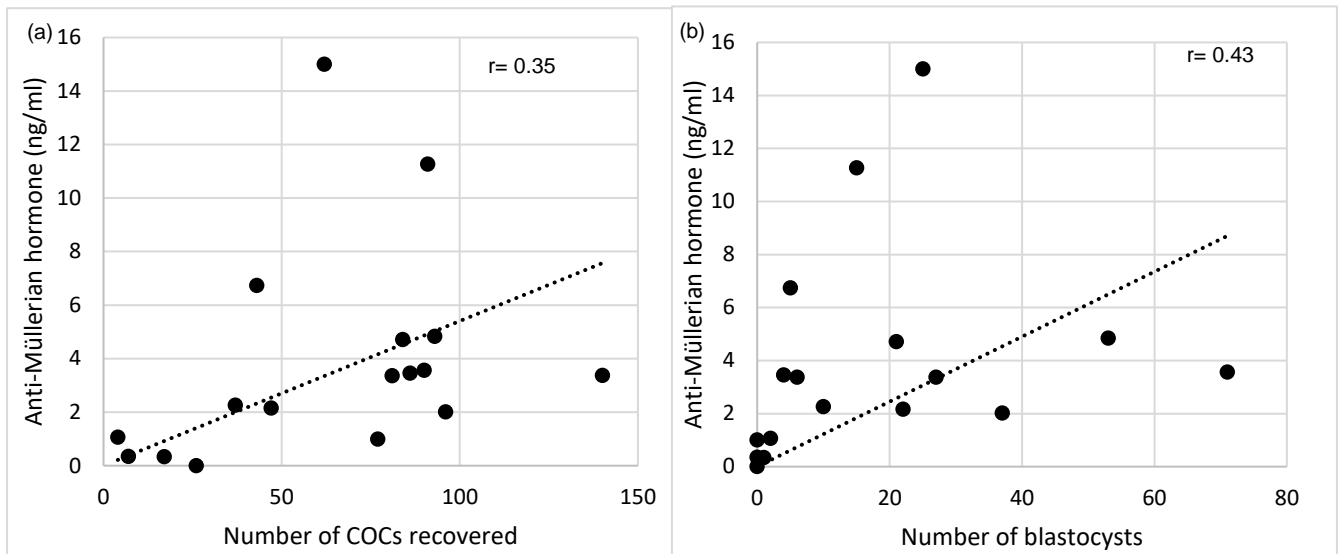 (a)
r= 0.35
Anti-Müllerian hormone (ng/ml)
16
14
12
10
8
6
4
2
0
0 50 100 150
Number of COCs recovered
(b)
r= 0.43
Anti-Müllerian hormone (ng/ml)
16
14
12
10
8
6
4
2
0
0 20 40 60 80
Number of blastocysts